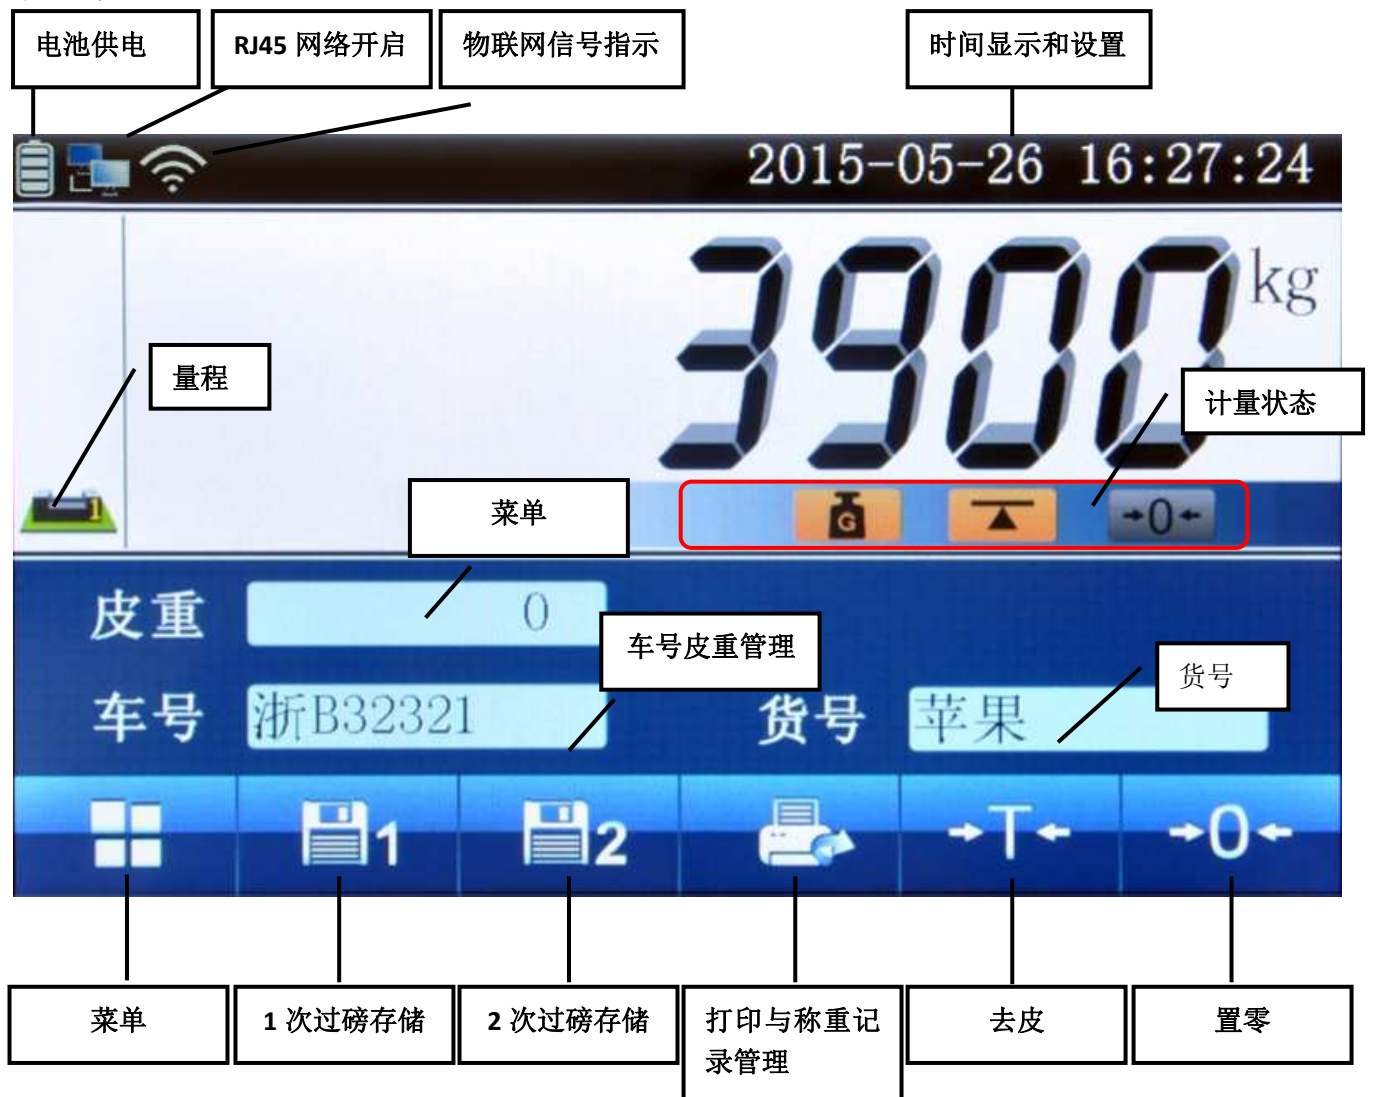 电池供电
RJ45 网络开启
物联网信号指示
时间显示和设置
2015-05-26 16:27:24
3900 kg
量程
计量状态
1
G
→0←
菜单
皮重 0
车号皮重管理
货号
车号 浙B32321
货号 苹果
1
2
→T←
→0←
菜单
1 次过磅存储
2 次过磅存储
打印与称重记
录管理
去皮
置零